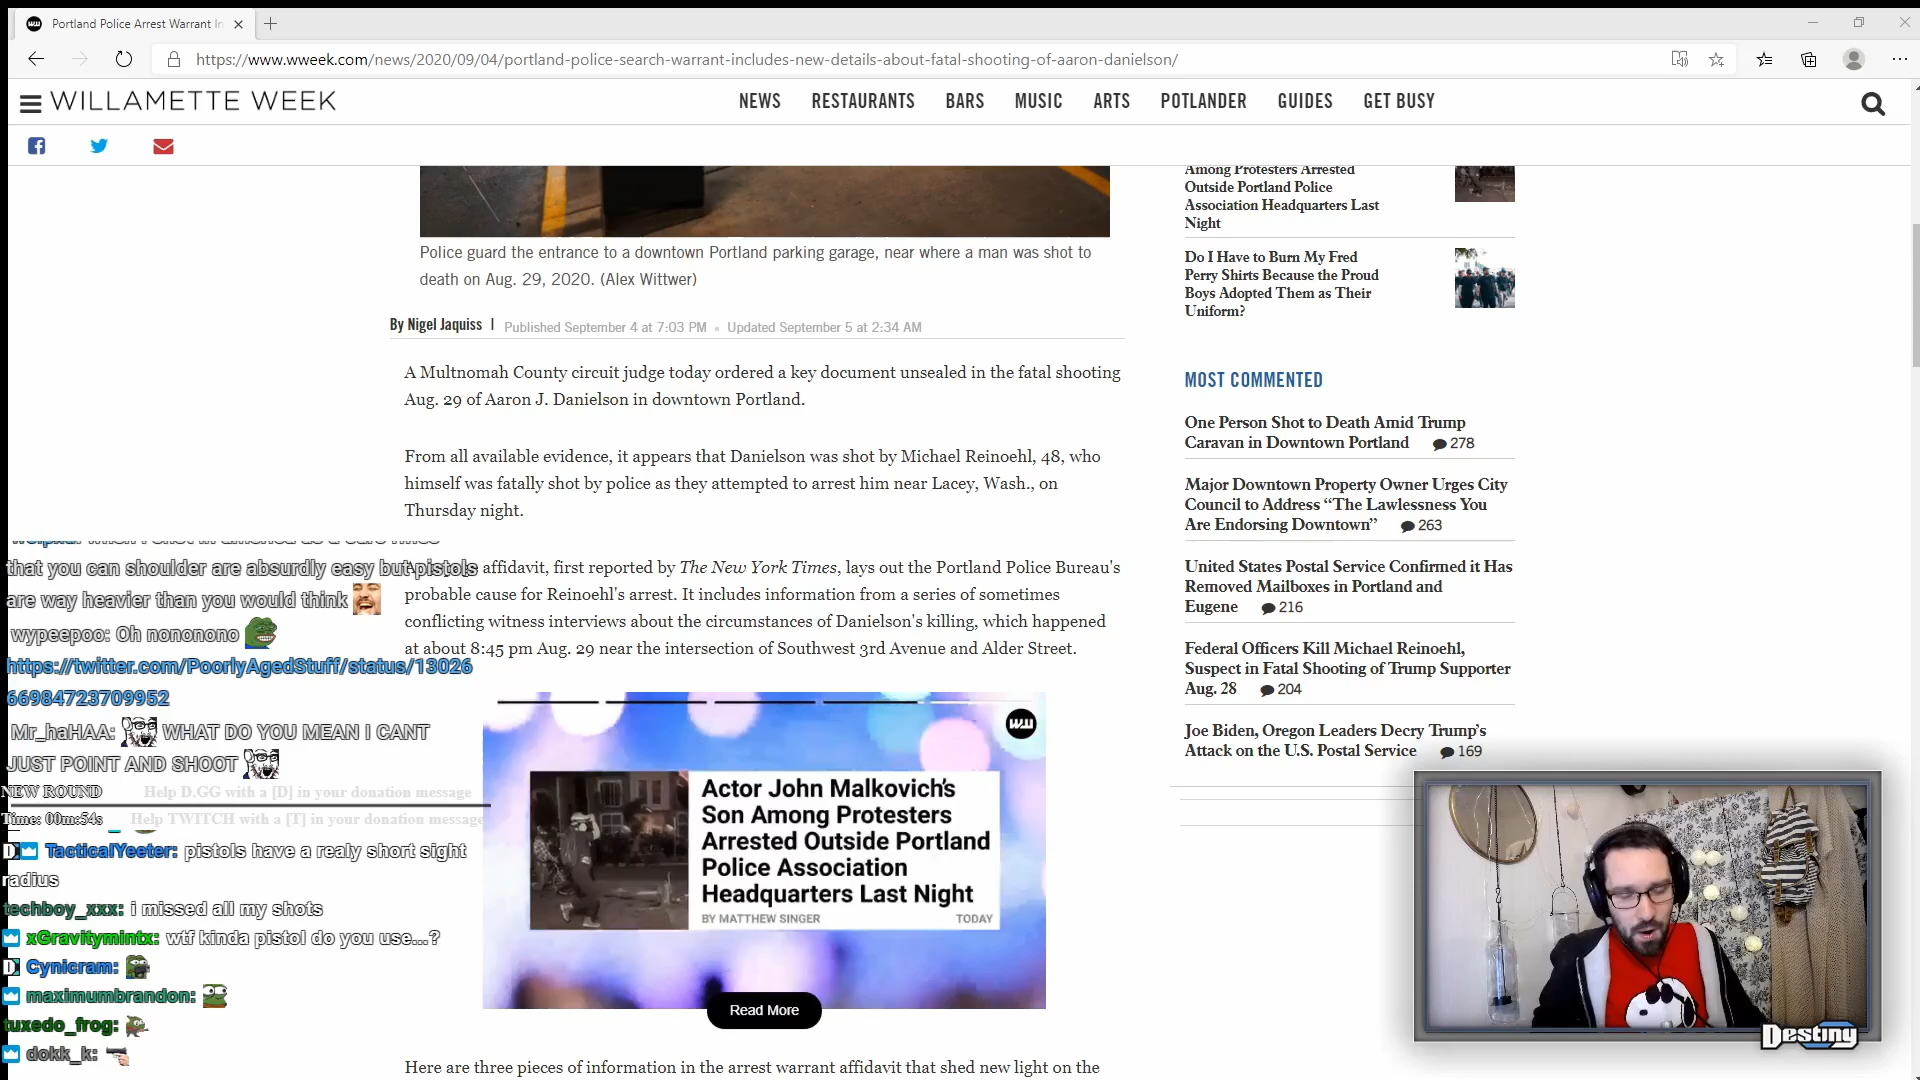 Portland Police Arrest Warrant In
https://www.wweek.com/news/2020/09/04/portland-police-search-warrant-includes-new-details-about-fatal-shooting-of-aaron-danielson/
WILLAMETTE WEEK
NEWS RESTAURANTS BARS MUSIC ARTS POTLANDER GUIDES GET BUSY
Police guard the entrance to a downtown Portland parking garage, near where a man was shot to
death on Aug. 29, 2020. (Alex Wittwer)
By Nigel Jaquiss | Published September 4 at 7:03 PM Updated September 5 at 2:34 AM
A Multnomah County circuit judge today ordered a key document unsealed in the fatal shooting
Aug. 29 of Aaron J. Danielson in downtown Portland.
From all available evidence, it appears that Danielson was shot by Michael Reinoehl, 48, who
himself was fatally shot by police as they attempted to arrest him near Lacey, Wash., on
Thursday night.
affidavit, first reported by The New York Times, lays out the Portland Police Bureau's
probable cause for Reinoehl's arrest. It includes information from a series of sometimes
conflicting witness interviews about the circumstances of Danielson's killing, which happened
at about 8:45 pm Aug. 29 near the intersection of Southwest 3rd Avenue and Alder Street.
WW
Actor John Malkovich's
Son Among Protesters
Arrested Outside Portland
Police Association
Headquarters Last Night
BY MATTHEW SINGER TODAY
Read More
Here are three pieces of information in the arrest warrant affidavit that shed new light on the
Among Protesters Arrested
Outside Portland Police
Association Headquarters Last
Night
Do I Have to Burn My Fred
Perry Shirts Because the Proud
Boys Adopted Them as Their
Uniform?
MOST COMMENTED
One Person Shot to Death Amid Trump
Caravan in Downtown Portland 278
Major Downtown Property Owner Urges City
Council to Address “The Lawlessness You
Are Endorsing Downtown” 263
United States Postal Service Confirmed it Has
Removed Mailboxes in Portland and
Eugene 216
Federal Officers Kill Michael Reinoehl,
Suspect in Fatal Shooting of Trump Supporter
Aug. 28 204
Joe Biden, Oregon Leaders Decry Trump’s
Attack on the U.S. Postal Service 169
that you can shoulder are absurdly easy but pistols
are way heavier than you would think
wypeepoo: Oh nononono
https://twitter.com/PoorlyAgedStuff/status/13026
66984723709952
Mr_haHAA: WHAT DO YOU MEAN I CANT
JUST POINT AND SHOOT
NEW ROUND Help D.GG with a [D] in your donation message
Time: 00m:54s Help TWITCH with a [T] in your donation message
TacticalYeeter: pistols have a realy short sight
radius
techboy_xxx: i missed all my shots
xGravitymintx: wtf kinda pistol do you use...?
Cynicram:
maximumbrandon:
tuxedo_frog:
dokk_k:
Destiny